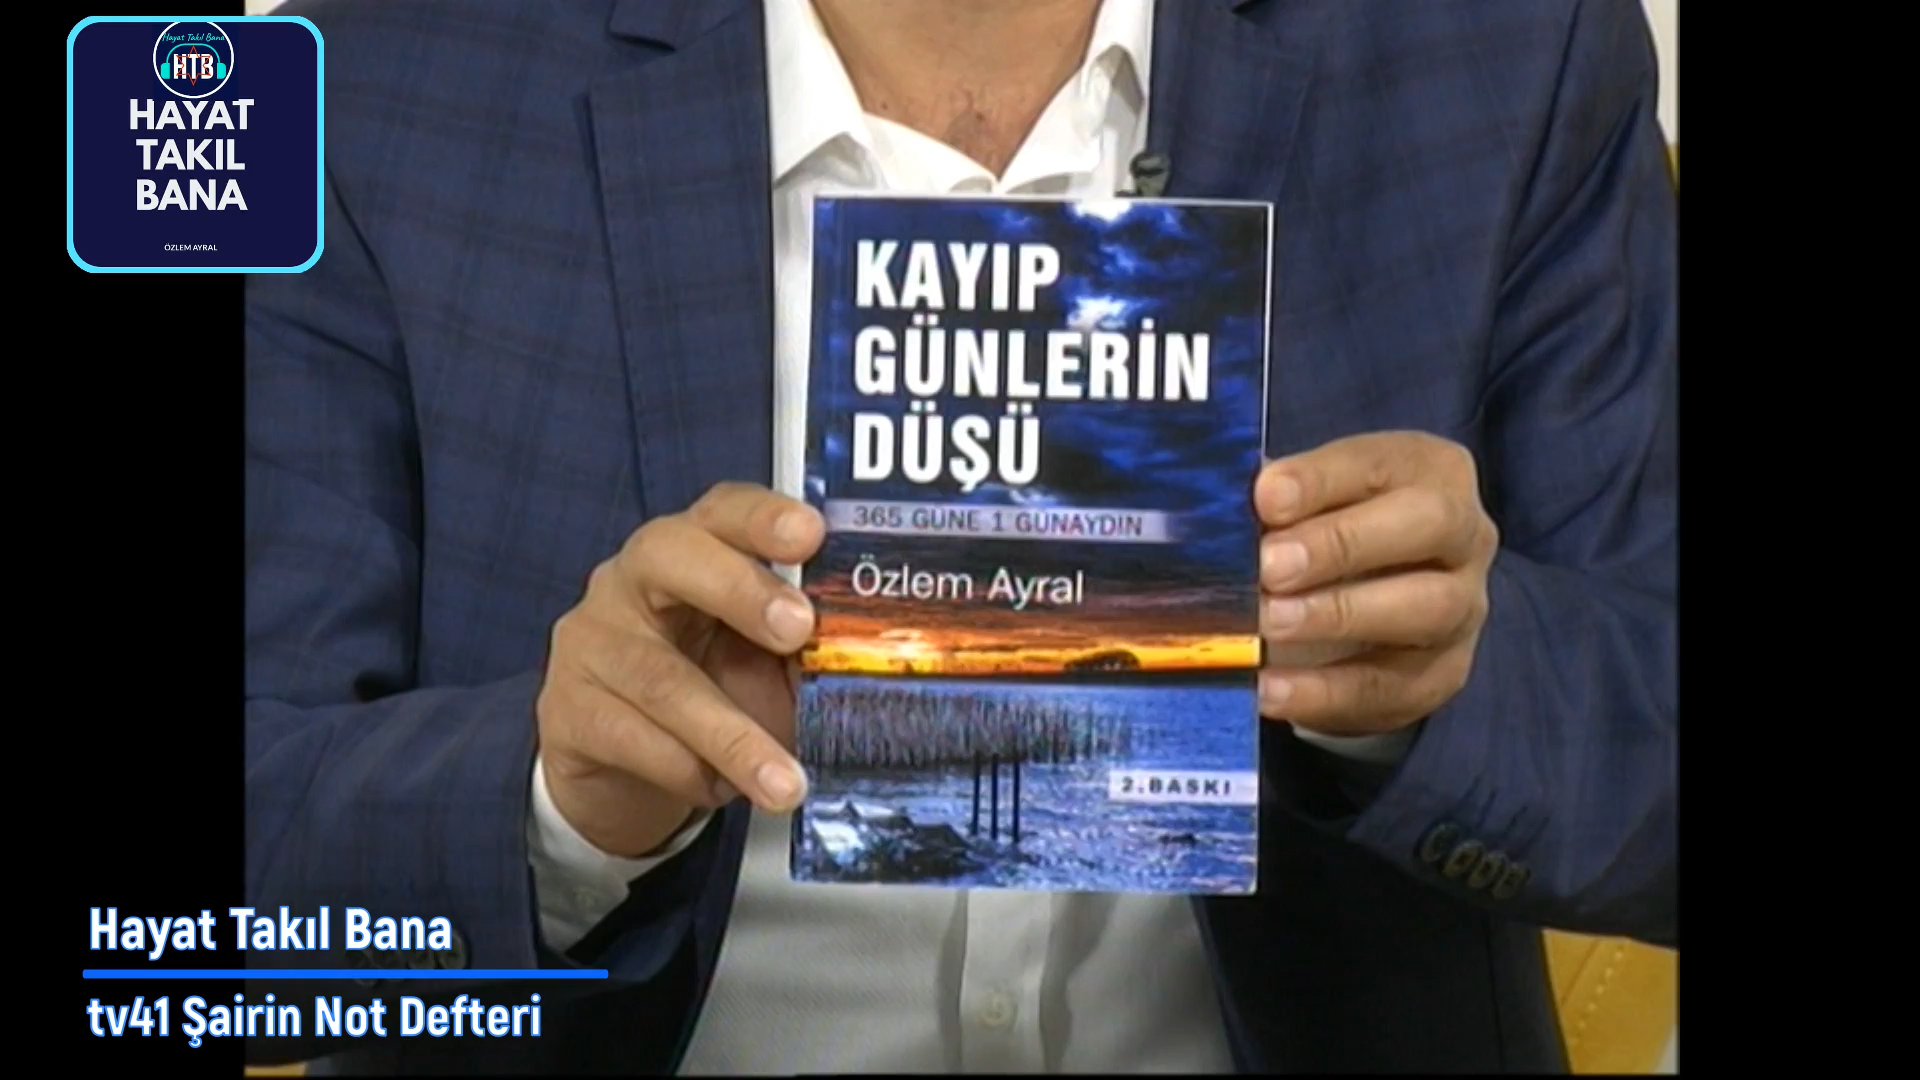 Hayat Takıl Bana
HTB
HAYAT
TAKIL
BANA
ÖZLEM AYRAL
KAYIP
GÜNLERİN
DÜŞÜ
365 GÜNE 1 GÜNAYDIN
Özlem Ayral
2.BASKI
Hayat Takıl Bana
tv41 Şairin Not Defteri